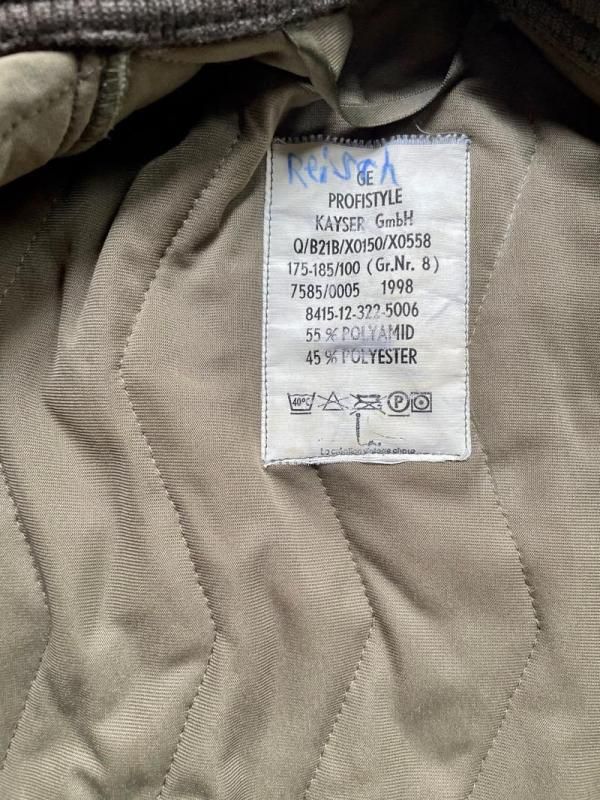 Reisach
GE
PROFISTYLE
KAYSER GmbH
Q/B21B/X0150/X0558
175-185/100 (Gr.Nr. 8)
7585/0005 1998
8415-12-322-5006
55 % POLYAMID
45 % POLYESTER
40°C P